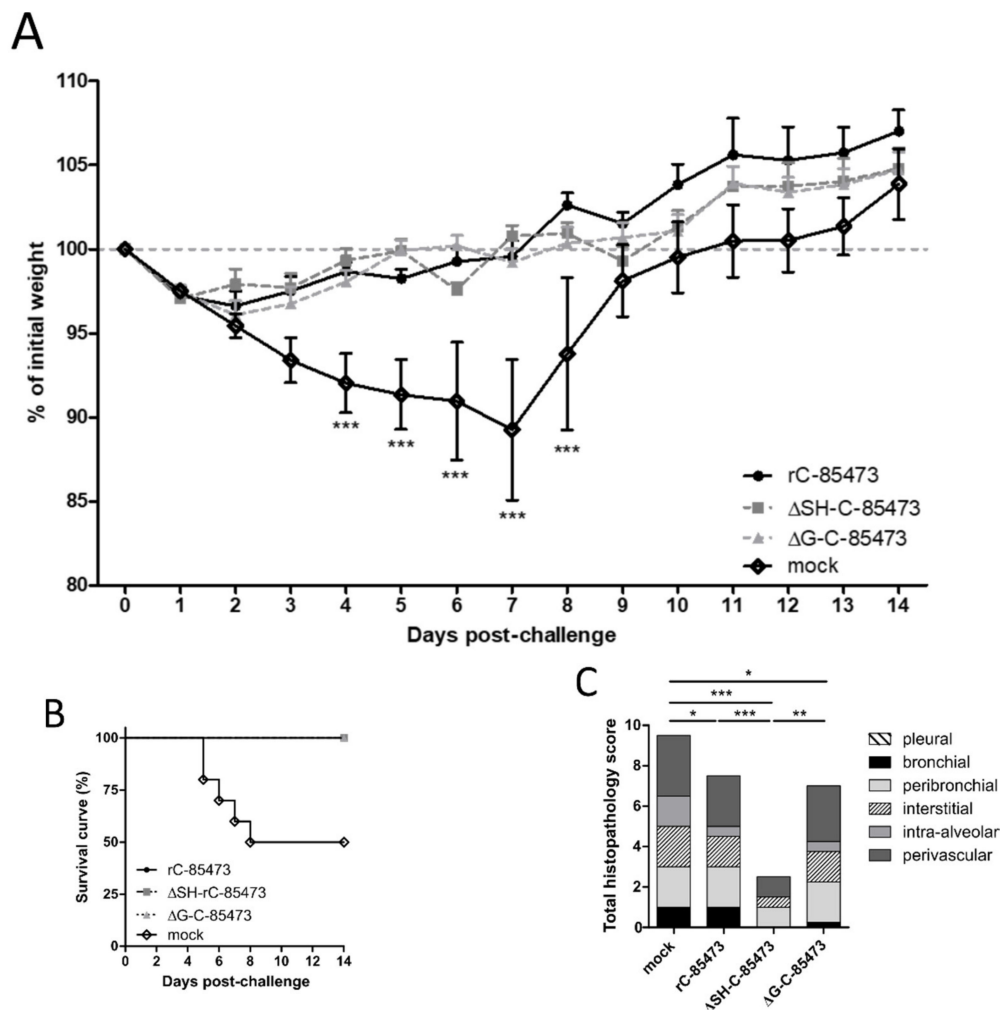 A
110
105
100
95
90
85
80
% of initial weight
***
***
***
***
***
rC-85473
ΔSH-C-85473
ΔG-C-85473
mock
0 1 2 3 4 5 6 7 8 9 10 11 12 13 14
Days post-challenge
B
100
75
50
25
0
Survival curve (%)
rC-85473
ΔSH-rC-85473
ΔG-C-85473
mock
0 2 4 6 8 10 12 14
Days post-challenge
C
*
***
* *** **
10
8
6
4
2
0
Total histopathology score
mock
rC-85473
ΔSH-C-85473
ΔG-C-85473
pleural
bronchial
peribronchial
interstitial
intra-alveolar
perivascular